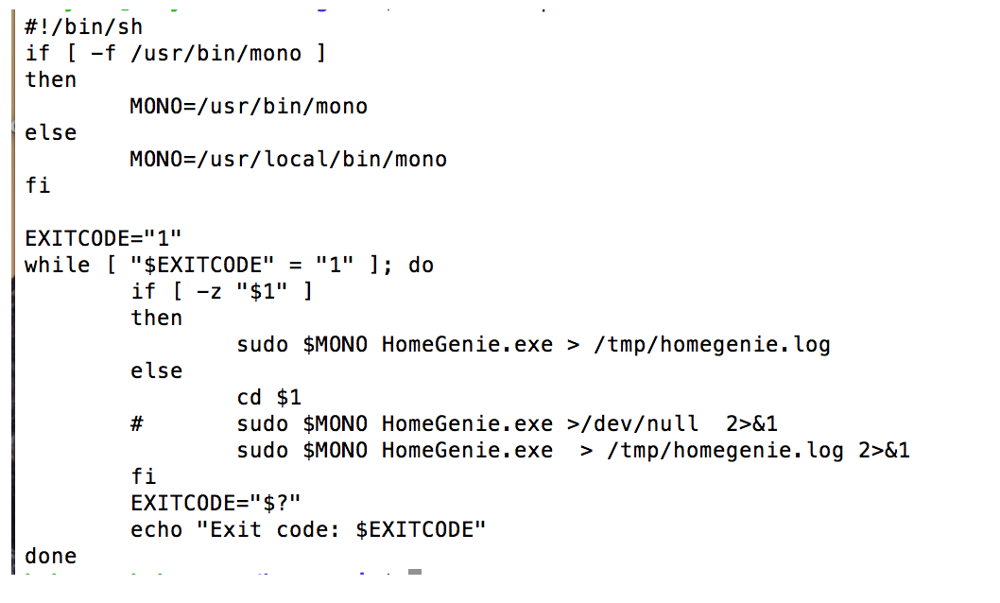 #!/bin/sh
if [ -f /usr/bin/mono ]
then
        MONO=/usr/bin/mono
else
        MONO=/usr/local/bin/mono
fi

EXITCODE="1"
while [ "$EXITCODE" = "1" ]; do
        if [ -z "$1" ]
        then
                sudo $MONO HomeGenie.exe > /tmp/homegenie.log
        else
                cd $1
        #       sudo $MONO HomeGenie.exe >/dev/null  2>&1
                sudo $MONO HomeGenie.exe  > /tmp/homegenie.log 2>&1
        fi
        EXITCODE="$?"
        echo "Exit code: $EXITCODE"
done